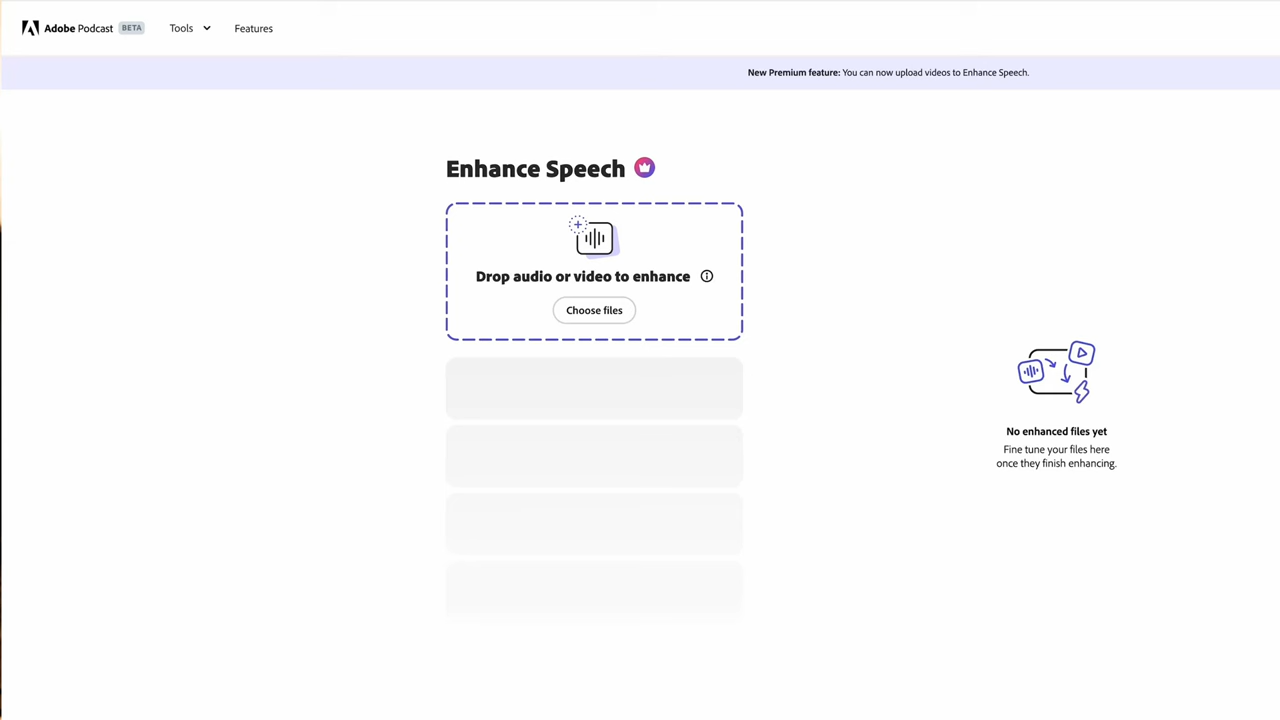 Adobe Podcast BETA Tools Features
New Premium feature: You can now upload videos to Enhance Speech.
Enhance Speech
Drop audio or video to enhance
Choose files
No enhanced files yet
Fine tune your files here
once they finish enhancing.